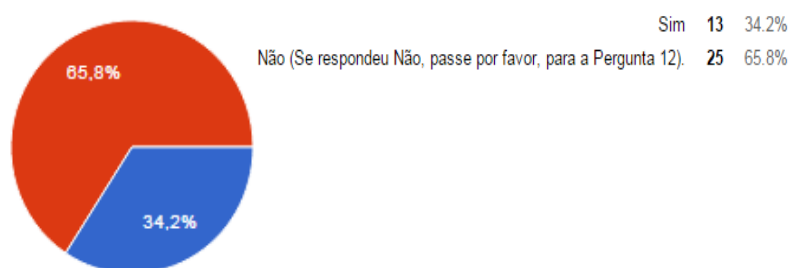 Sim 13 34.2%
Não (Se respondeu Não, passe por favor, para a Pergunta 12). 25 65.8%
65,8%
34,2%